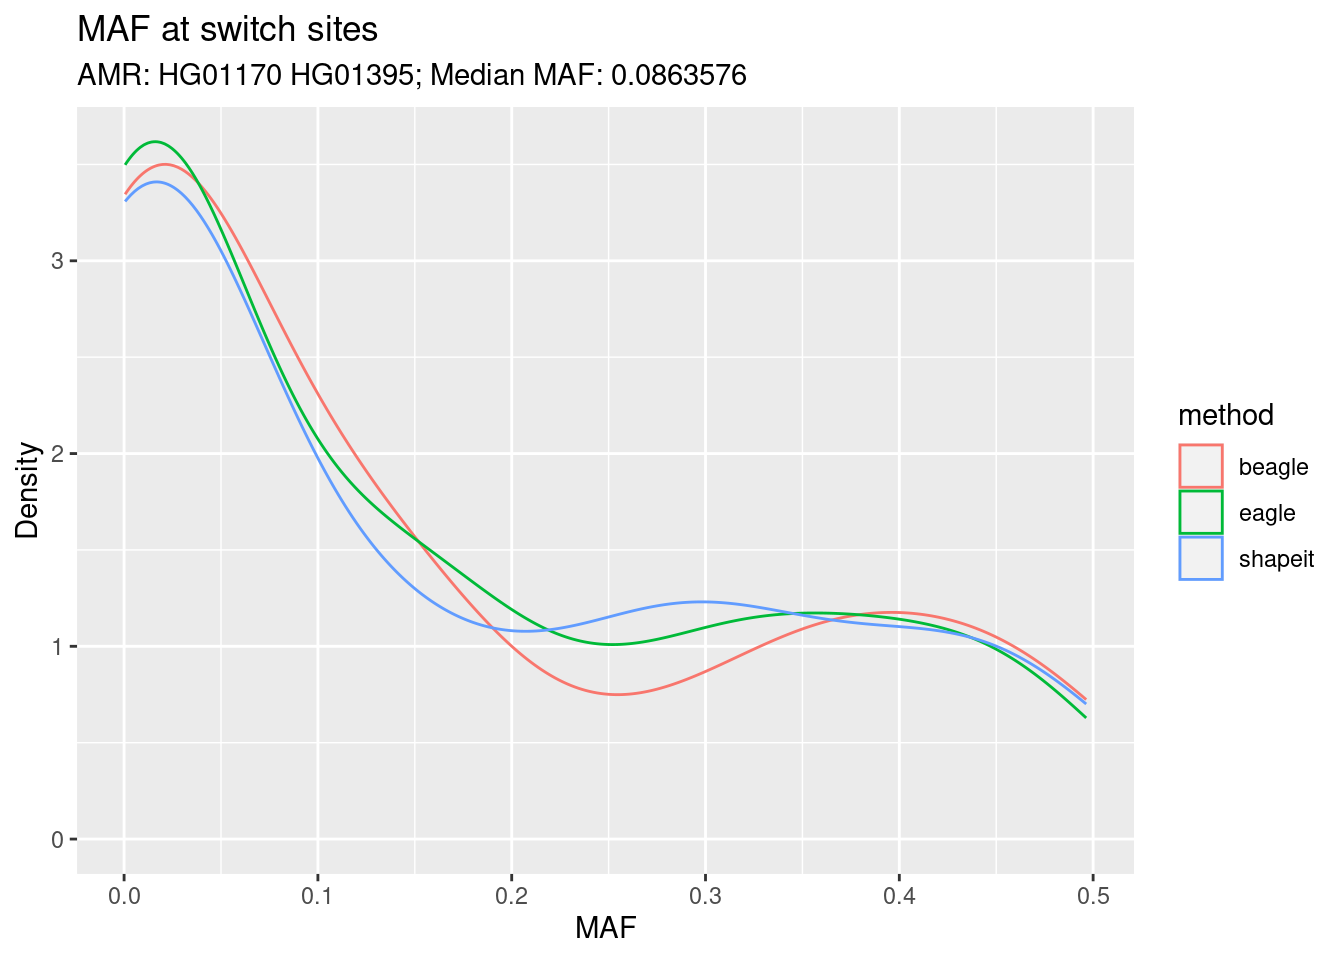 MAF at switch sites
AMR: HG01170 HG01395; Median MAF: 0.0863576
Density
3
2
1
0
0.0 0.1 0.2 0.3 0.4 0.5
MAF
method
beagle
eagle
shapeit